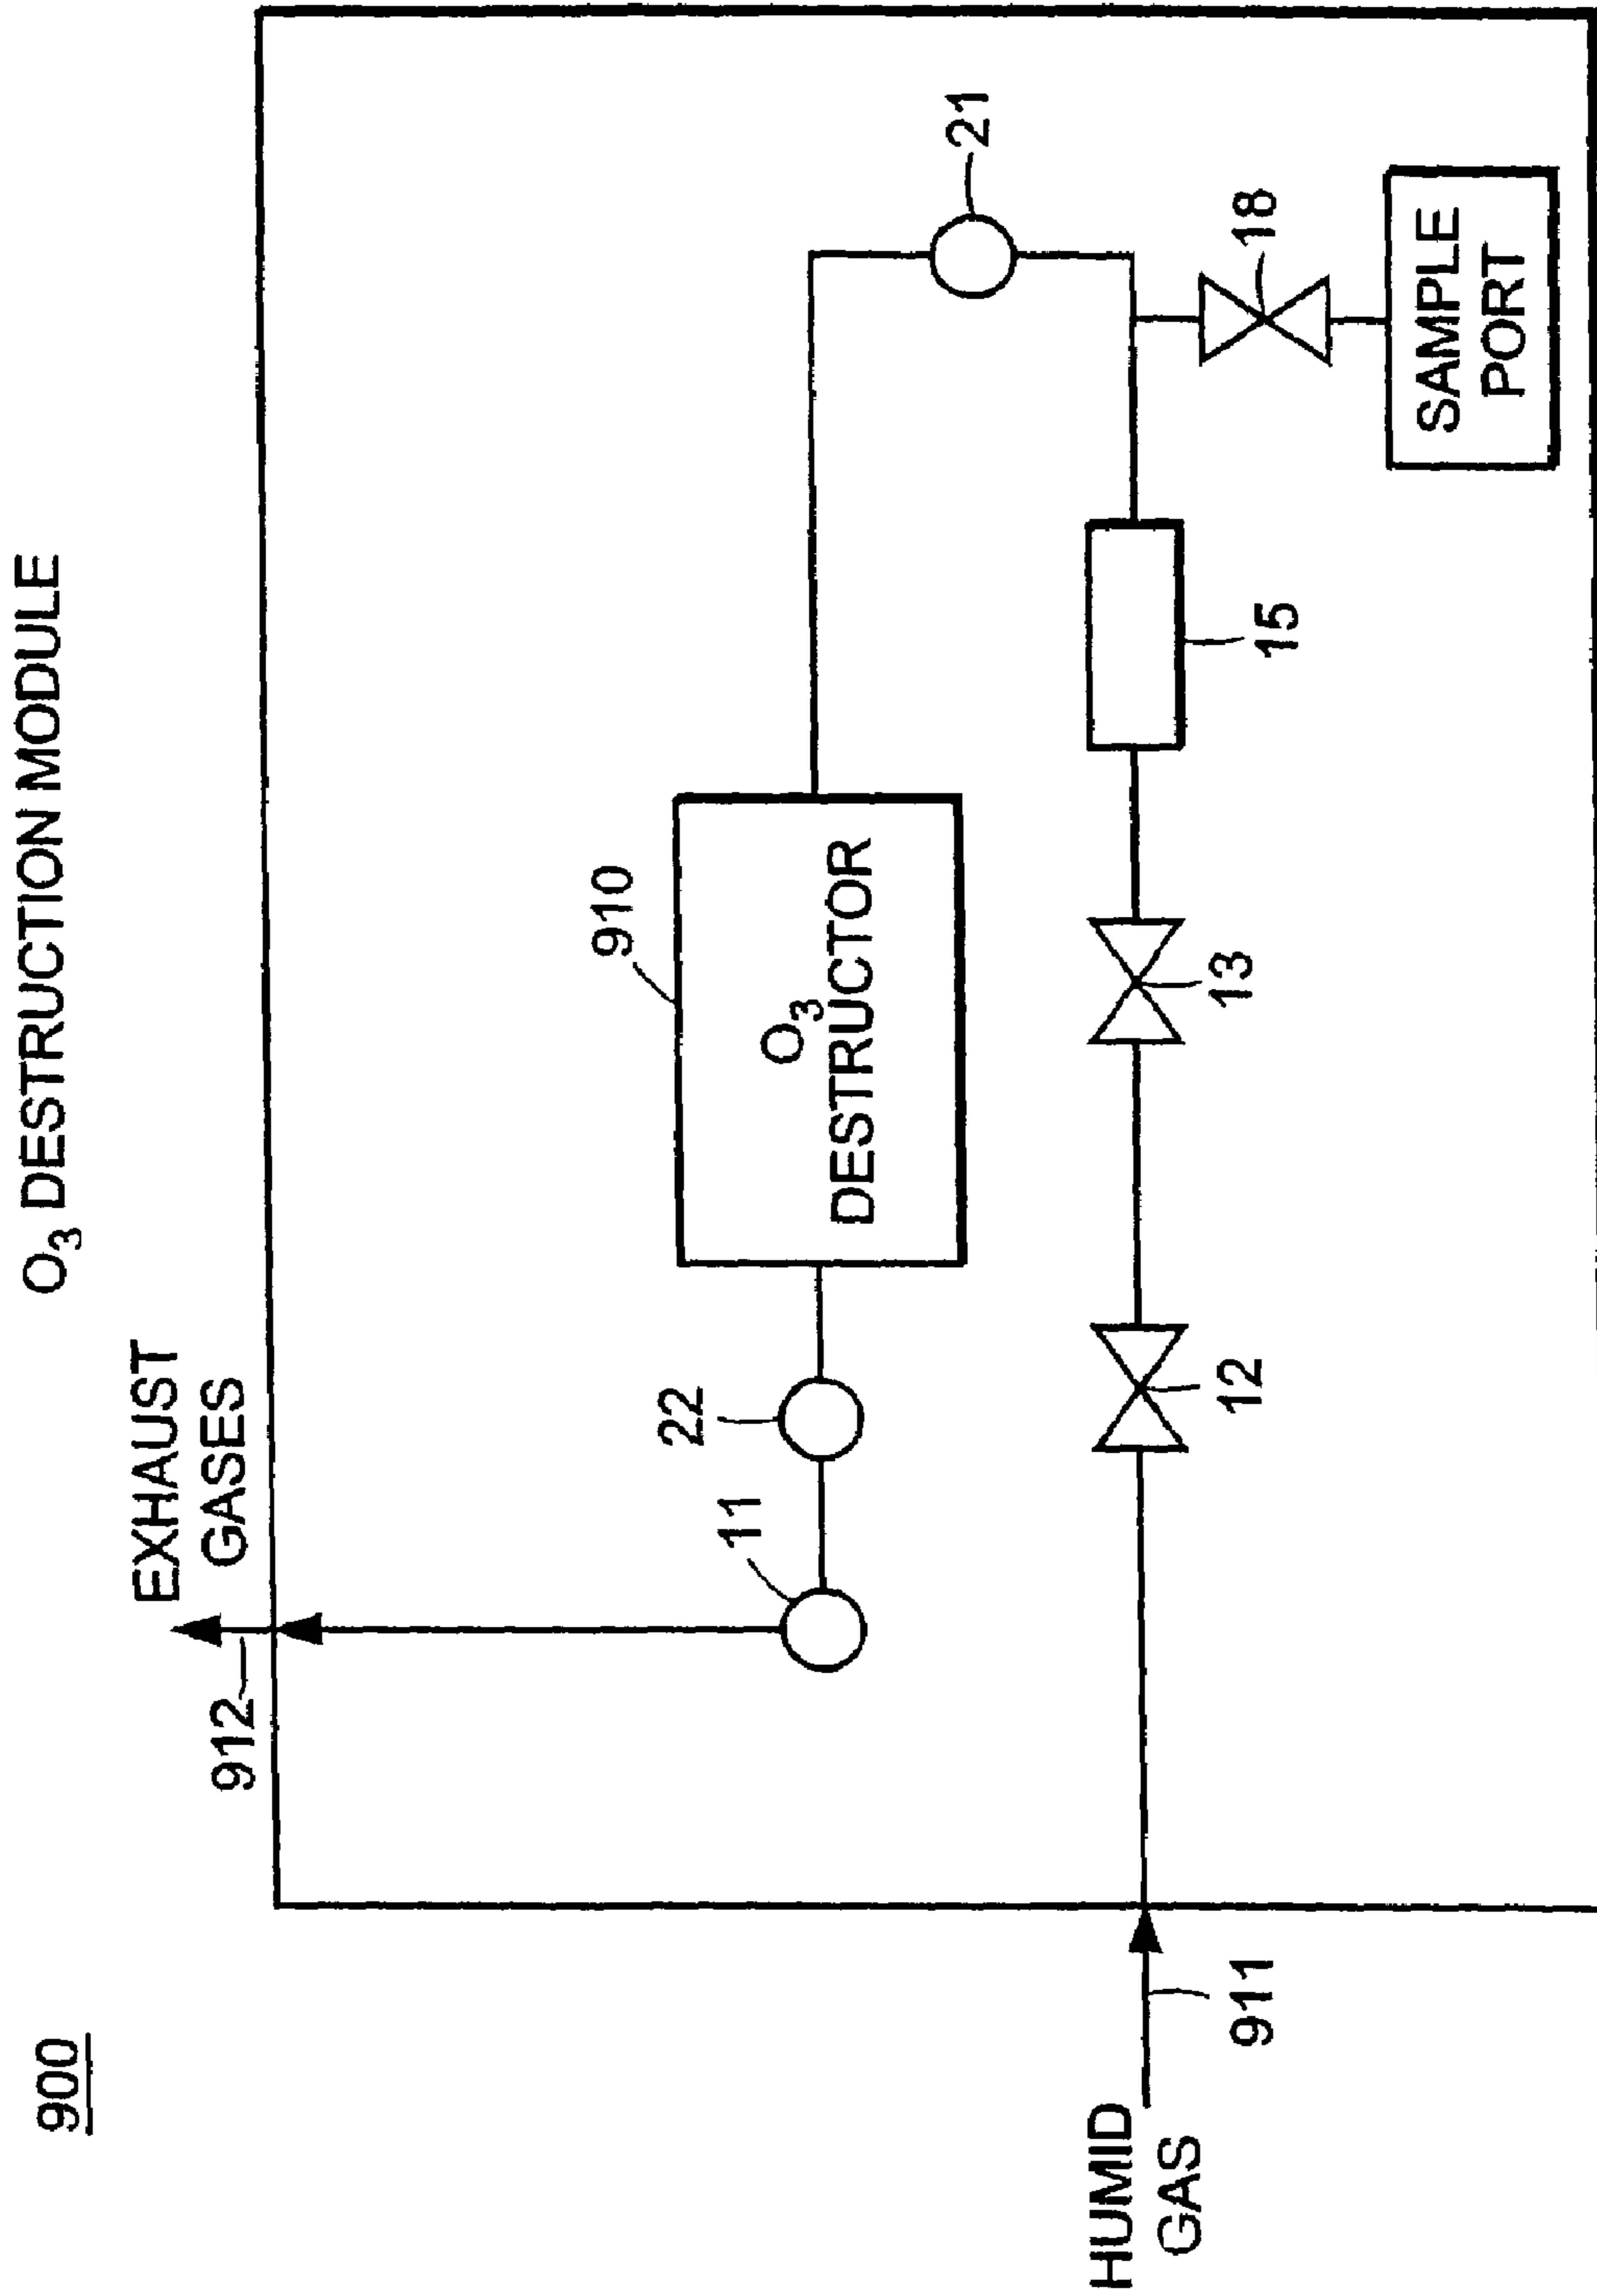 900
O₃ DESTRUCTION MODULE
EXHAUST
GASES
912
11
22
910
O₃
DESTRUCTOR
21
HUMID
GAS
911
12
13
15
18
SAMPLE
PORT